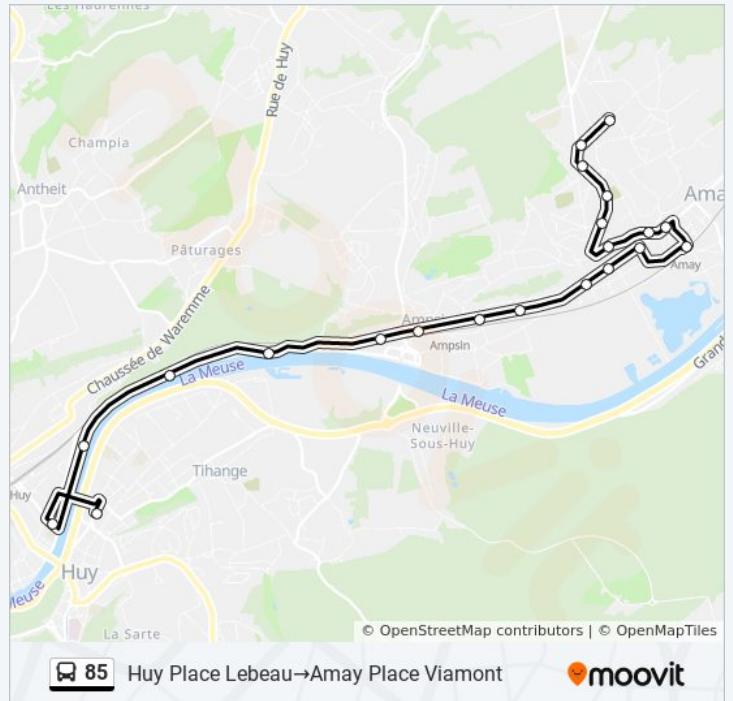 Les Haurennes
Rue de Huy
Champia
Antheit
Ama
Pâturages
Amay
Chaussée de Waremme
Ampsin
Ampsin
La Meuse
La Meuse
Grand
Neuville-
Sous-Huy
Tihange
Huy
Huy
Meuse
La Sarte
© OpenStreetMap contributors | © OpenMapTiles
85 Huy Place Lebeau→Amay Place Viamont moovit